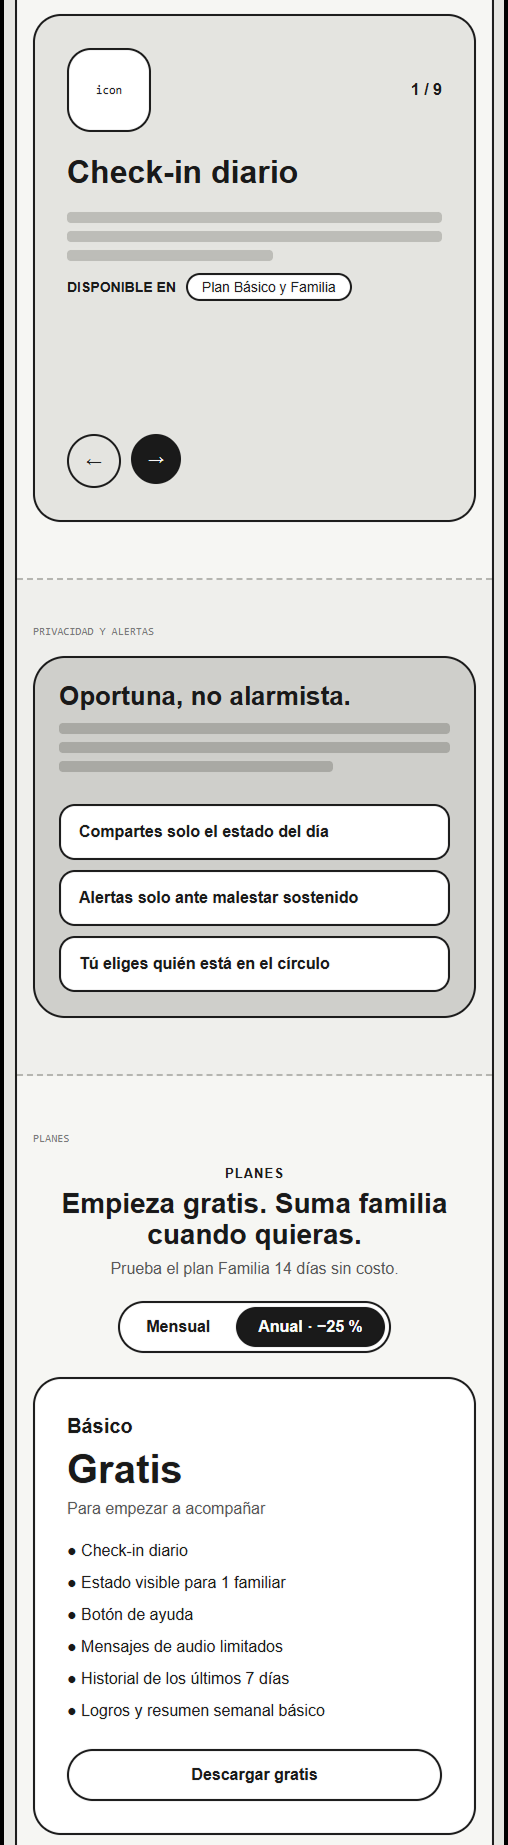 icon
1 / 9
Check-in diario
DISPONIBLE EN
Plan Básico y Familia
←
→
PRIVACIDAD Y ALERTAS
Oportuna, no alarmista.
Compartes solo el estado del día
Alertas solo ante malestar sostenido
Tú eliges quién está en el círculo
PLANES
PLANES
Empieza gratis. Suma familia
cuando quieras.
Prueba el plan Familia 14 días sin costo.
Mensual
Anual · −25 %
Básico
Gratis
Para empezar a acompañar
● Check-in diario
● Estado visible para 1 familiar
● Botón de ayuda
● Mensajes de audio limitados
● Historial de los últimos 7 días
● Logros y resumen semanal básico
Descargar gratis